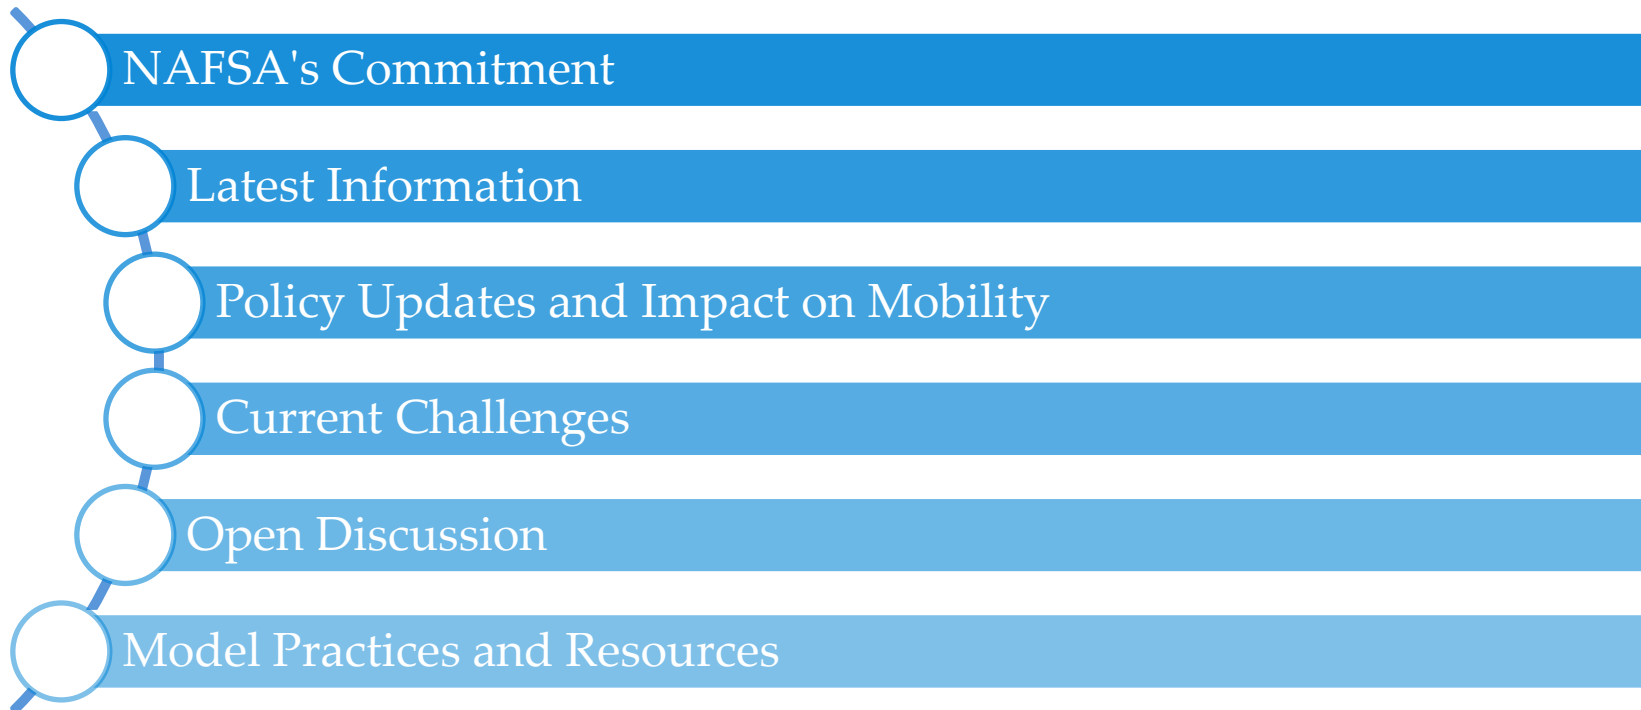 NAFSA's Commitment
Latest Information
Policy Updates and Impact on Mobility
Current Challenges
Open Discussion
Model Practices and Resources